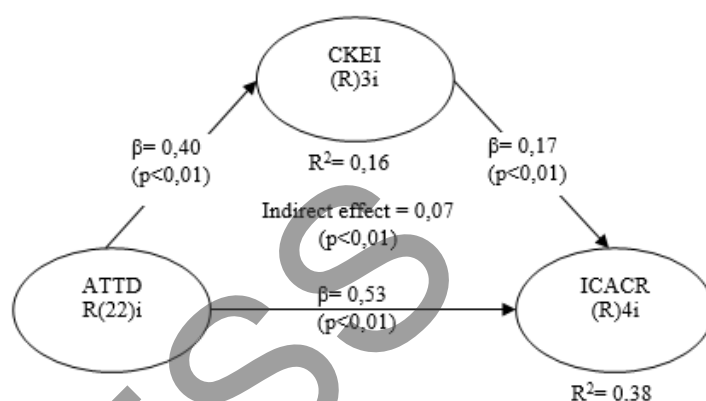 CKEI
(R)3i
β= 0,40
(p<0,01)
R²= 0,16
β= 0,17
(p<0,01)
Indirect effect = 0,07
(p<0,01)
ATTD
R(22)i
β= 0,53
(p<0,01)
ICACR
(R)4i
R²= 0,38